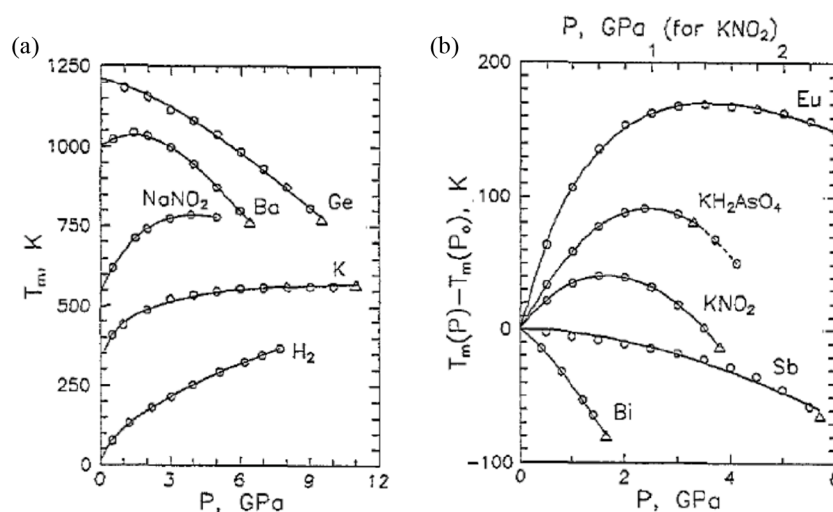 (a)
1250
1000
750
500
250
0
T_m, K
NaNO₂
Ba
Ge
K
H₂
0 3 6 9 12
P, GPa
(b)
P, GPa (for KNO₂)
1 2
200
100
0
-100
T_m(P)-T_m(P_o), K
Eu
KH₂AsO₄
KNO₂
Sb
Bi
0 2 4 6
P, GPa